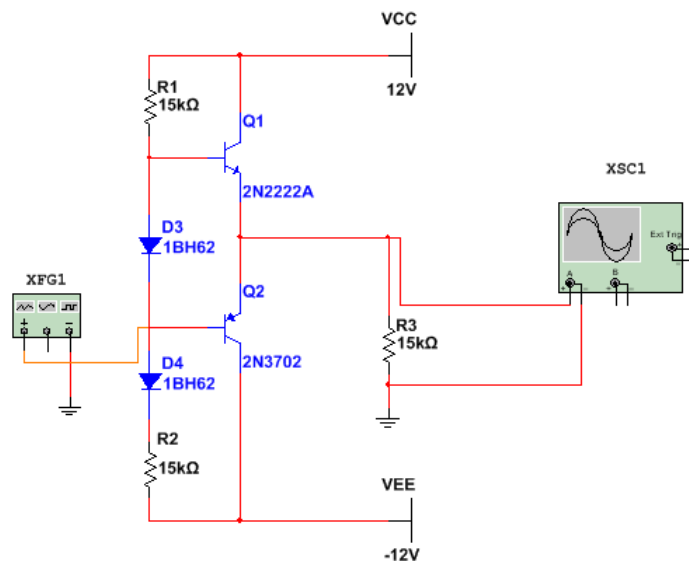 VCC
12V
R1
15kΩ
Q1
2N2222A
XSC1
Ext Trig
+
-
A
B
+
-
+
-
D3
1BH62
XFG1
+
-
Q2
2N3702
D4
1BH62
R3
15kΩ
R2
15kΩ
VEE
-12V